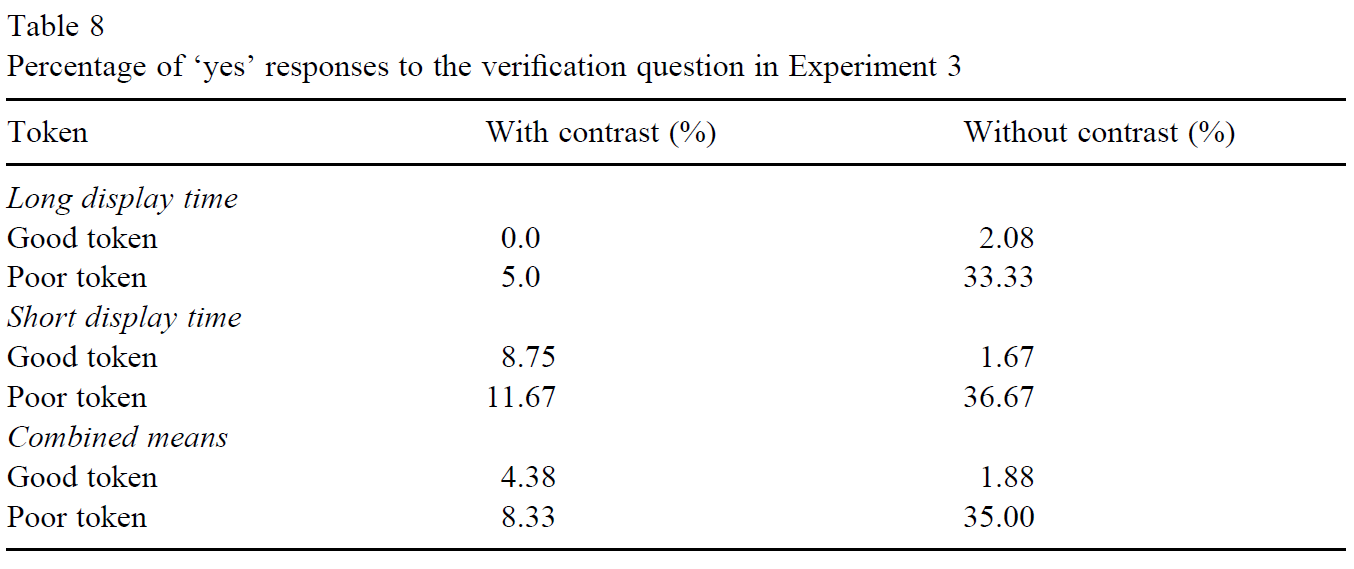 Table 8
Percentage of ‘yes’ responses to the verification question in Experiment 3
Token With contrast (%) Without contrast (%)
Long display time
Good token 0.0 2.08
Poor token 5.0 33.33
Short display time
Good token 8.75 1.67
Poor token 11.67 36.67
Combined means
Good token 4.38 1.88
Poor token 8.33 35.00